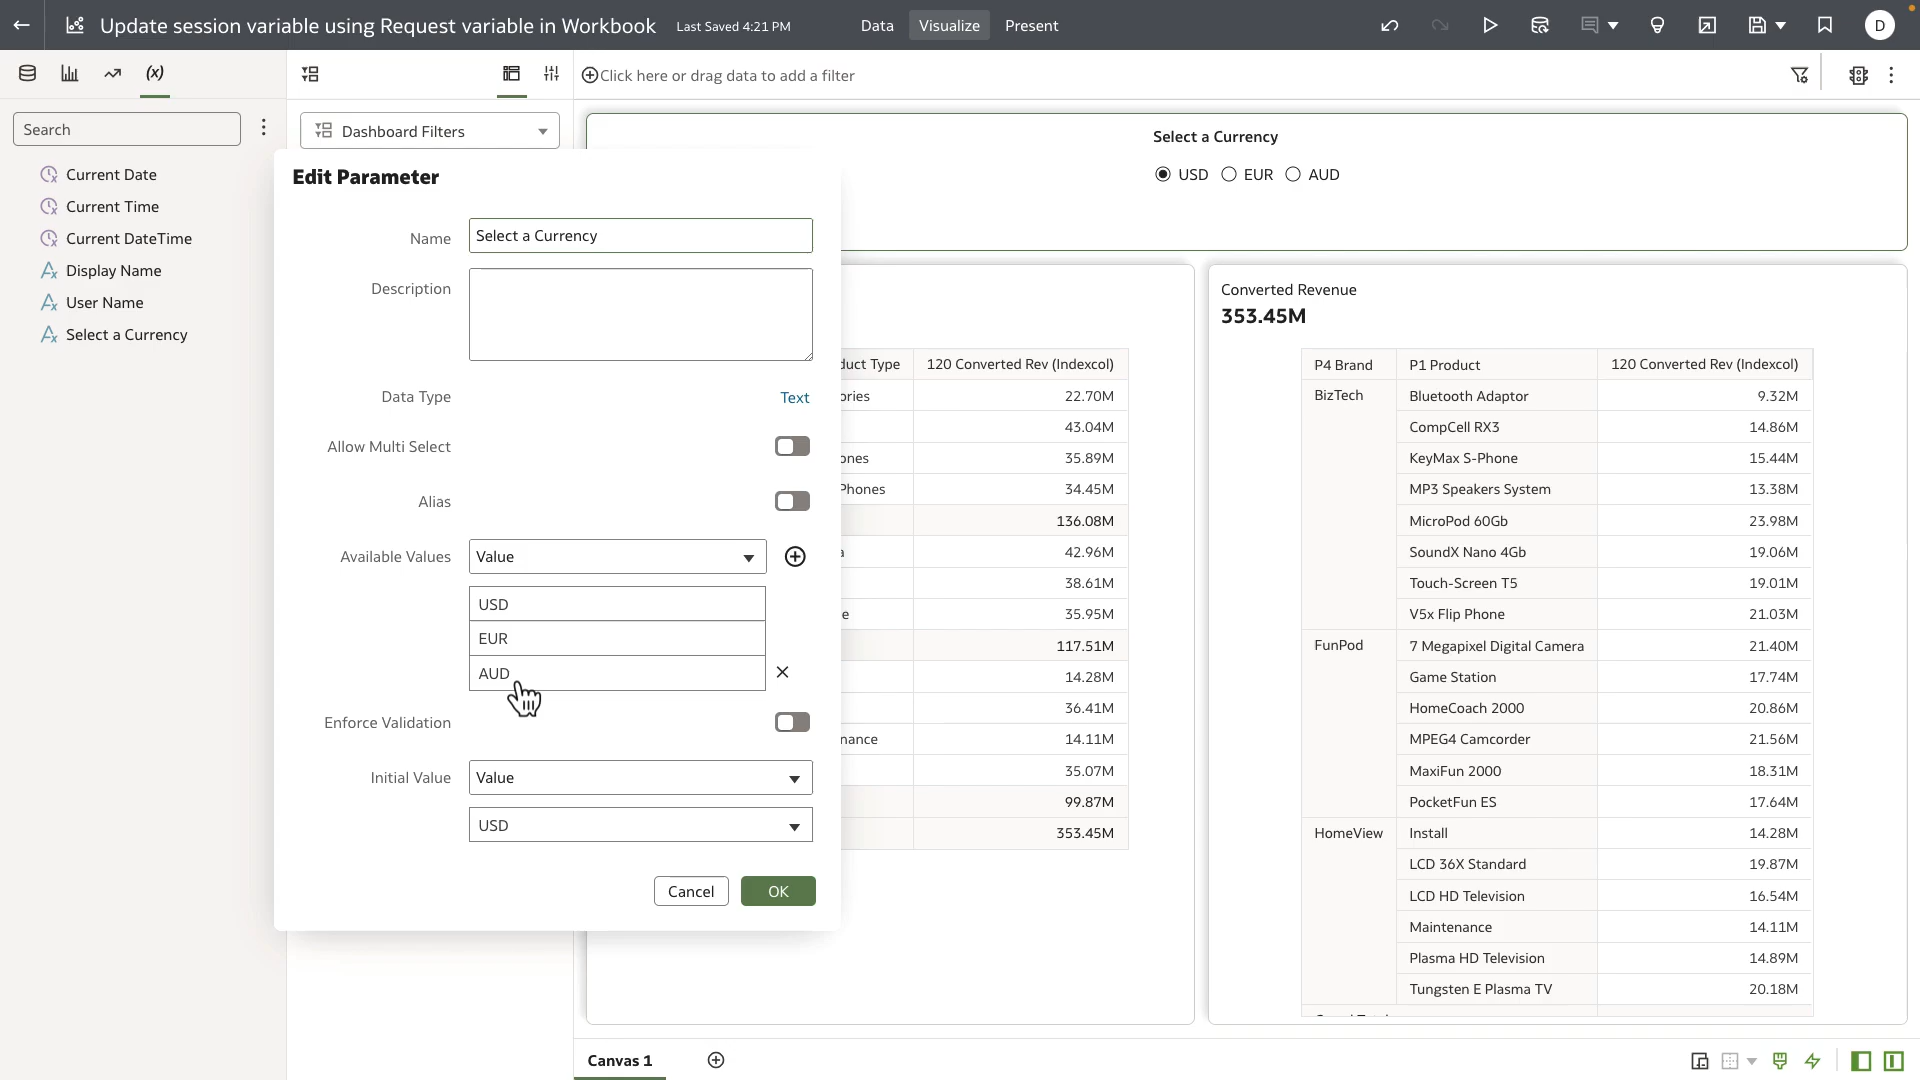 Update session variable using Request variable in Workbook
Last Saved 4:21 PM
Data
Visualize
Present
D
(x)
Click here or drag data to add a filter
Search
Current Date
Current Time
Current DateTime
Display Name
User Name
Select a Currency
Dashboard Filters
Edit Parameter
Name
Select a Currency
Description
Data Type
Text
Allow Multi Select
Alias
Available Values
Value
USD
EUR
AUD
Enforce Validation
Initial Value
Value
USD
Cancel
OK
Select a Currency
USD
EUR
AUD
duct Type
120 Converted Rev (Indexcol)
ories
22.70M
43.04M
ones
35.89M
Phones
34.45M
136.08M
a
42.96M
38.61M
e
35.95M
117.51M
14.28M
36.41M
nance
14.11M
35.07M
99.87M
353.45M
Converted Revenue
353.45M
P4 Brand
P1 Product
120 Converted Rev (Indexcol)
BizTech
Bluetooth Adaptor
9.32M
CompCell RX3
14.86M
KeyMax S-Phone
15.44M
MP3 Speakers System
13.38M
MicroPod 60Gb
23.98M
SoundX Nano 4Gb
19.06M
Touch-Screen T5
19.01M
V5x Flip Phone
21.03M
FunPod
7 Megapixel Digital Camera
21.40M
Game Station
17.74M
HomeCoach 2000
20.86M
MPEG4 Camcorder
21.56M
MaxiFun 2000
18.31M
PocketFun ES
17.64M
HomeView
Install
14.28M
LCD 36X Standard
19.87M
LCD HD Television
16.54M
Maintenance
14.11M
Plasma HD Television
14.89M
Tungsten E Plasma TV
20.18M
Canvas 1